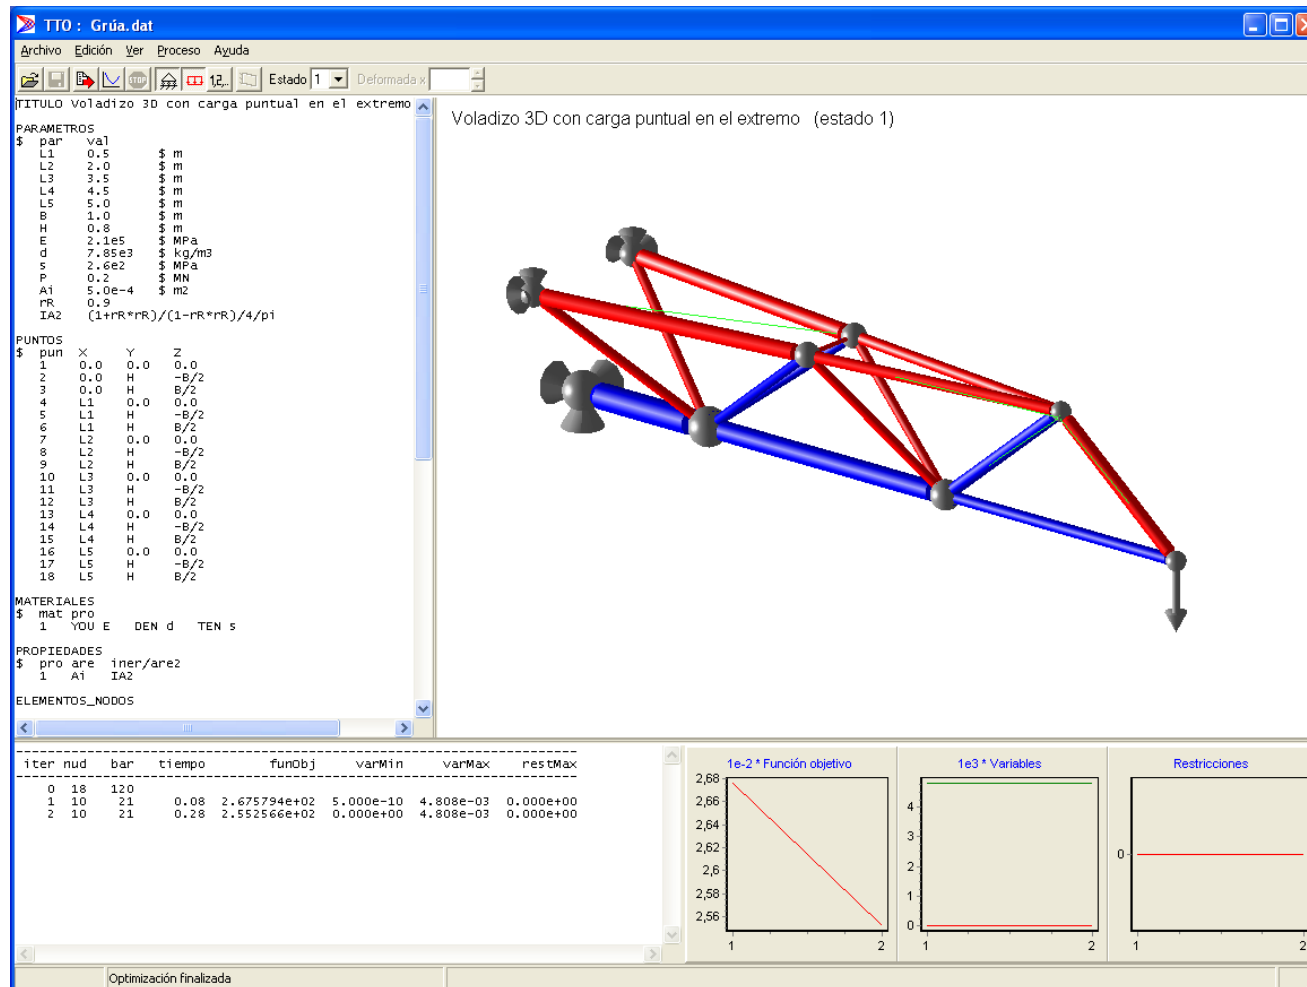 TTO : Grúa.dat
Archivo Edición Ver Proceso Ayuda
STOP 1,2,.. Estado 1 Deformada x
TITULO Voladizo 3D con carga puntual en el extremo
PARAMETROS
$ par val
L1 0.5 $ m
L2 2.0 $ m
L3 3.5 $ m
L4 4.5 $ m
L5 5.0 $ m
B 1.0 $ m
H 0.8 $ m
E 2.1e5 $ MPa
d 7.85e3 $ kg/m3
s 2.6e2 $ MPa
P 0.2 $ MN
Ai 5.0e-4 $ m2
rR 0.9
IA2 (1+rR*rR)/(1-rR*rR)/4/pi
PUNTOS
$ pun X Y Z
1 0.0 0.0 0.0
2 0.0 H -B/2
3 0.0 H B/2
4 L1 0.0 0.0
5 L1 H -B/2
6 L1 H B/2
7 L2 0.0 0.0
8 L2 H -B/2
9 L2 H B/2
10 L3 0.0 0.0
11 L3 H -B/2
12 L3 H B/2
13 L4 0.0 0.0
14 L4 H -B/2
15 L4 H B/2
16 L5 0.0 0.0
17 L5 H -B/2
18 L5 H B/2
MATERIALES
$ mat pro
1 YOU E DEN d TEN s
PROPIEDADES
$ pro are iner/are2
1 Ai IA2
ELEMENTOS_NODOS
Voladizo 3D con carga puntual en el extremo (estado 1)
iter nud bar tiempo funObj varMin varMax restMax
0 18 120
1 10 21 0.08 2.675794e+02 5.000e-10 4.808e-03 0.000e+00
2 10 21 0.28 2.552566e+02 0.000e+00 4.808e-03 0.000e+00
1e-2 * Función objetivo
2,68
2,66
2,64
2,62
2,6
2,58
2,56
1 2
1e3 * Variables
4
3
2
1
0
1 2
Restricciones
0
1 2
Optimización finalizada